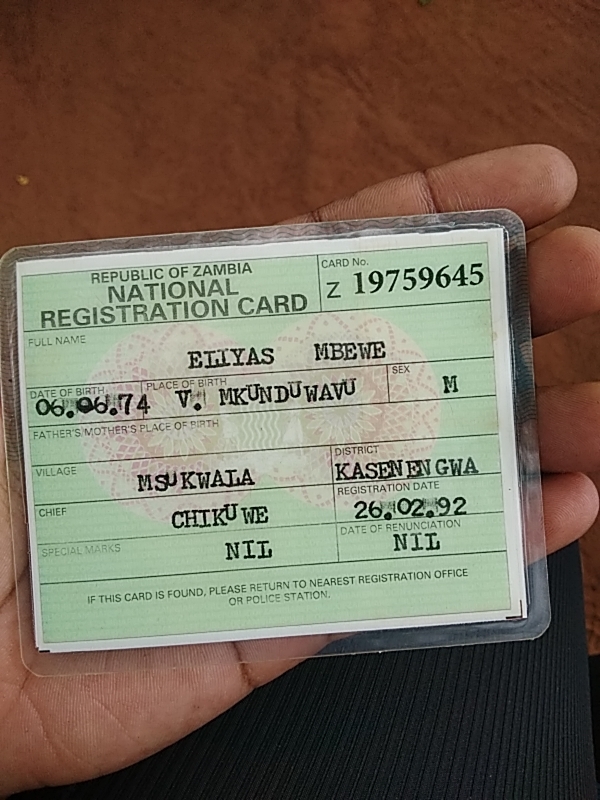 REPUBLIC OF ZAMBIA
NATIONAL
REGISTRATION CARD
CARD No.
Z 19759645
FULL NAME
ELIYAS MBEWE
DATE OF BIRTH
06.06.74
PLACE OF BIRTH
V. MKUNDUWAVU
SEX
M
FATHER'S/MOTHER'S PLACE OF BIRTH
VILLAGE
MSUKWALA
DISTRICT
KASENENGWA
CHIEF
CHIKUWE
REGISTRATION DATE
26.02.92
SPECIAL MARKS
NIL
DATE OF RENUNCIATION
NIL
IF THIS CARD IS FOUND, PLEASE RETURN TO NEAREST REGISTRATION OFFICE
OR POLICE STATION.